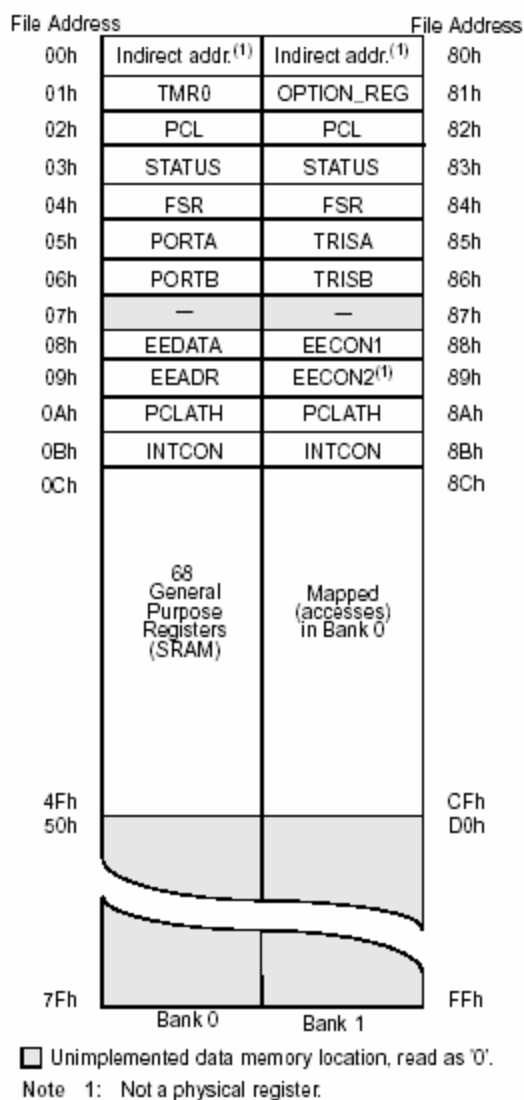 File Address File Address
00h Indirect addr.(1) Indirect addr.(1) 80h
01h TMR0 OPTION_REG 81h
02h PCL PCL 82h
03h STATUS STATUS 83h
04h FSR FSR 84h
05h PORTA TRISA 85h
06h PORTB TRISB 86h
07h — — 87h
08h EEDATA EECON1 88h
09h EEADR EECON2(1) 89h
0Ah PCLATH PCLATH 8Ah
0Bh INTCON INTCON 8Bh
0Ch 8Ch
68
General
Purpose
Registers
(SRAM)
Mapped
(accesses)
in Bank 0
4Fh CFh
50h D0h
7Fh FFh
Bank 0 Bank 1
Unimplemented data memory location, read as '0'.
Note 1: Not a physical register.